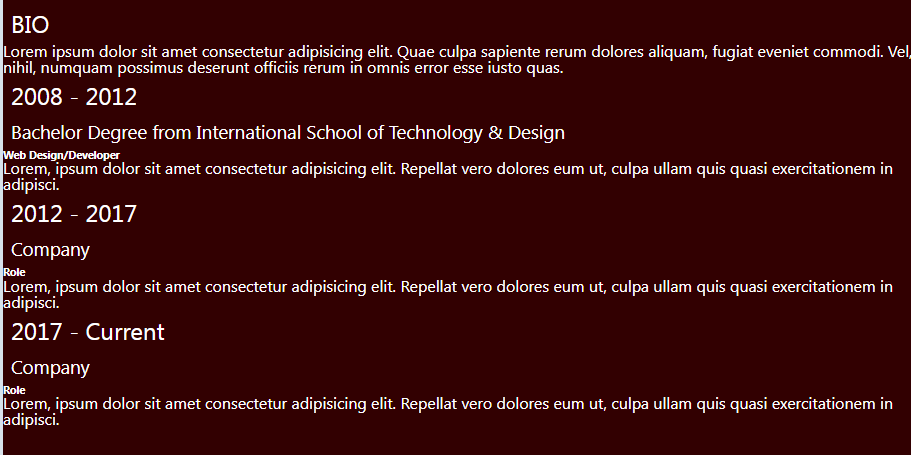 BIO
Lorem ipsum dolor sit amet consectetur adipisicing elit. Quae culpa sapiente rerum dolores aliquam, fugiat eveniet commodi. Vel,
nihil, numquam possimus deserunt officiis rerum in omnis error esse iusto quas.
2008 - 2012
Bachelor Degree from International School of Technology & Design
Web Design/Developer
Lorem, ipsum dolor sit amet consectetur adipisicing elit. Repellat vero dolores eum ut, culpa ullam quis quasi exercitationem in
adipisci.
2012 - 2017
Company
Role
Lorem, ipsum dolor sit amet consectetur adipisicing elit. Repellat vero dolores eum ut, culpa ullam quis quasi exercitationem in
adipisci.
2017 - Current
Company
Role
Lorem, ipsum dolor sit amet consectetur adipisicing elit. Repellat vero dolores eum ut, culpa ullam quis quasi exercitationem in
adipisci.